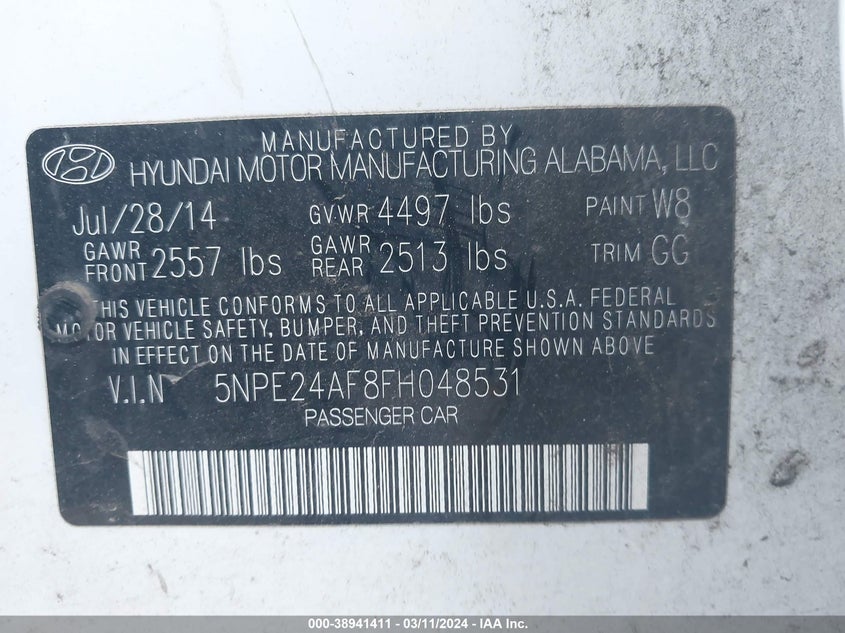 MANUFACTURED BY
HYUNDAI MOTOR MANUFACTURING ALABAMA, LLC
Jul/28/14 GVWR 4497 lbs PAINT W8
GAWR FRONT 2557 lbs GAWR REAR 2513 lbs TRIM GG
THIS VEHICLE CONFORMS TO ALL APPLICABLE U.S.A. FEDERAL
MOTOR VEHICLE SAFETY, BUMPER, AND THEFT PREVENTION STANDARDS
IN EFFECT ON THE DATE OF MANUFACTURE SHOWN ABOVE
V.I.N 5NPE24AF8FH048531
PASSENGER CAR
000-38941411 - 03/11/2024 - IAA, Inc.